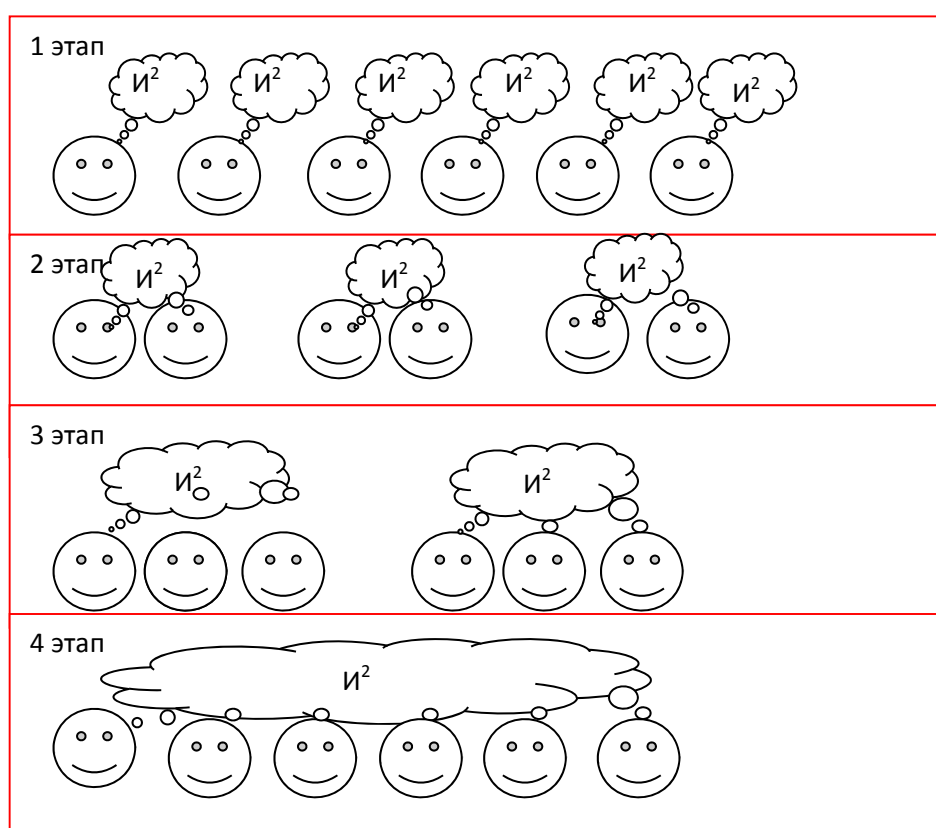 1 этап
И² И² И² И² И² И²
2 этап
И² И² И²
3 этап
И² И²
4 этап
И²